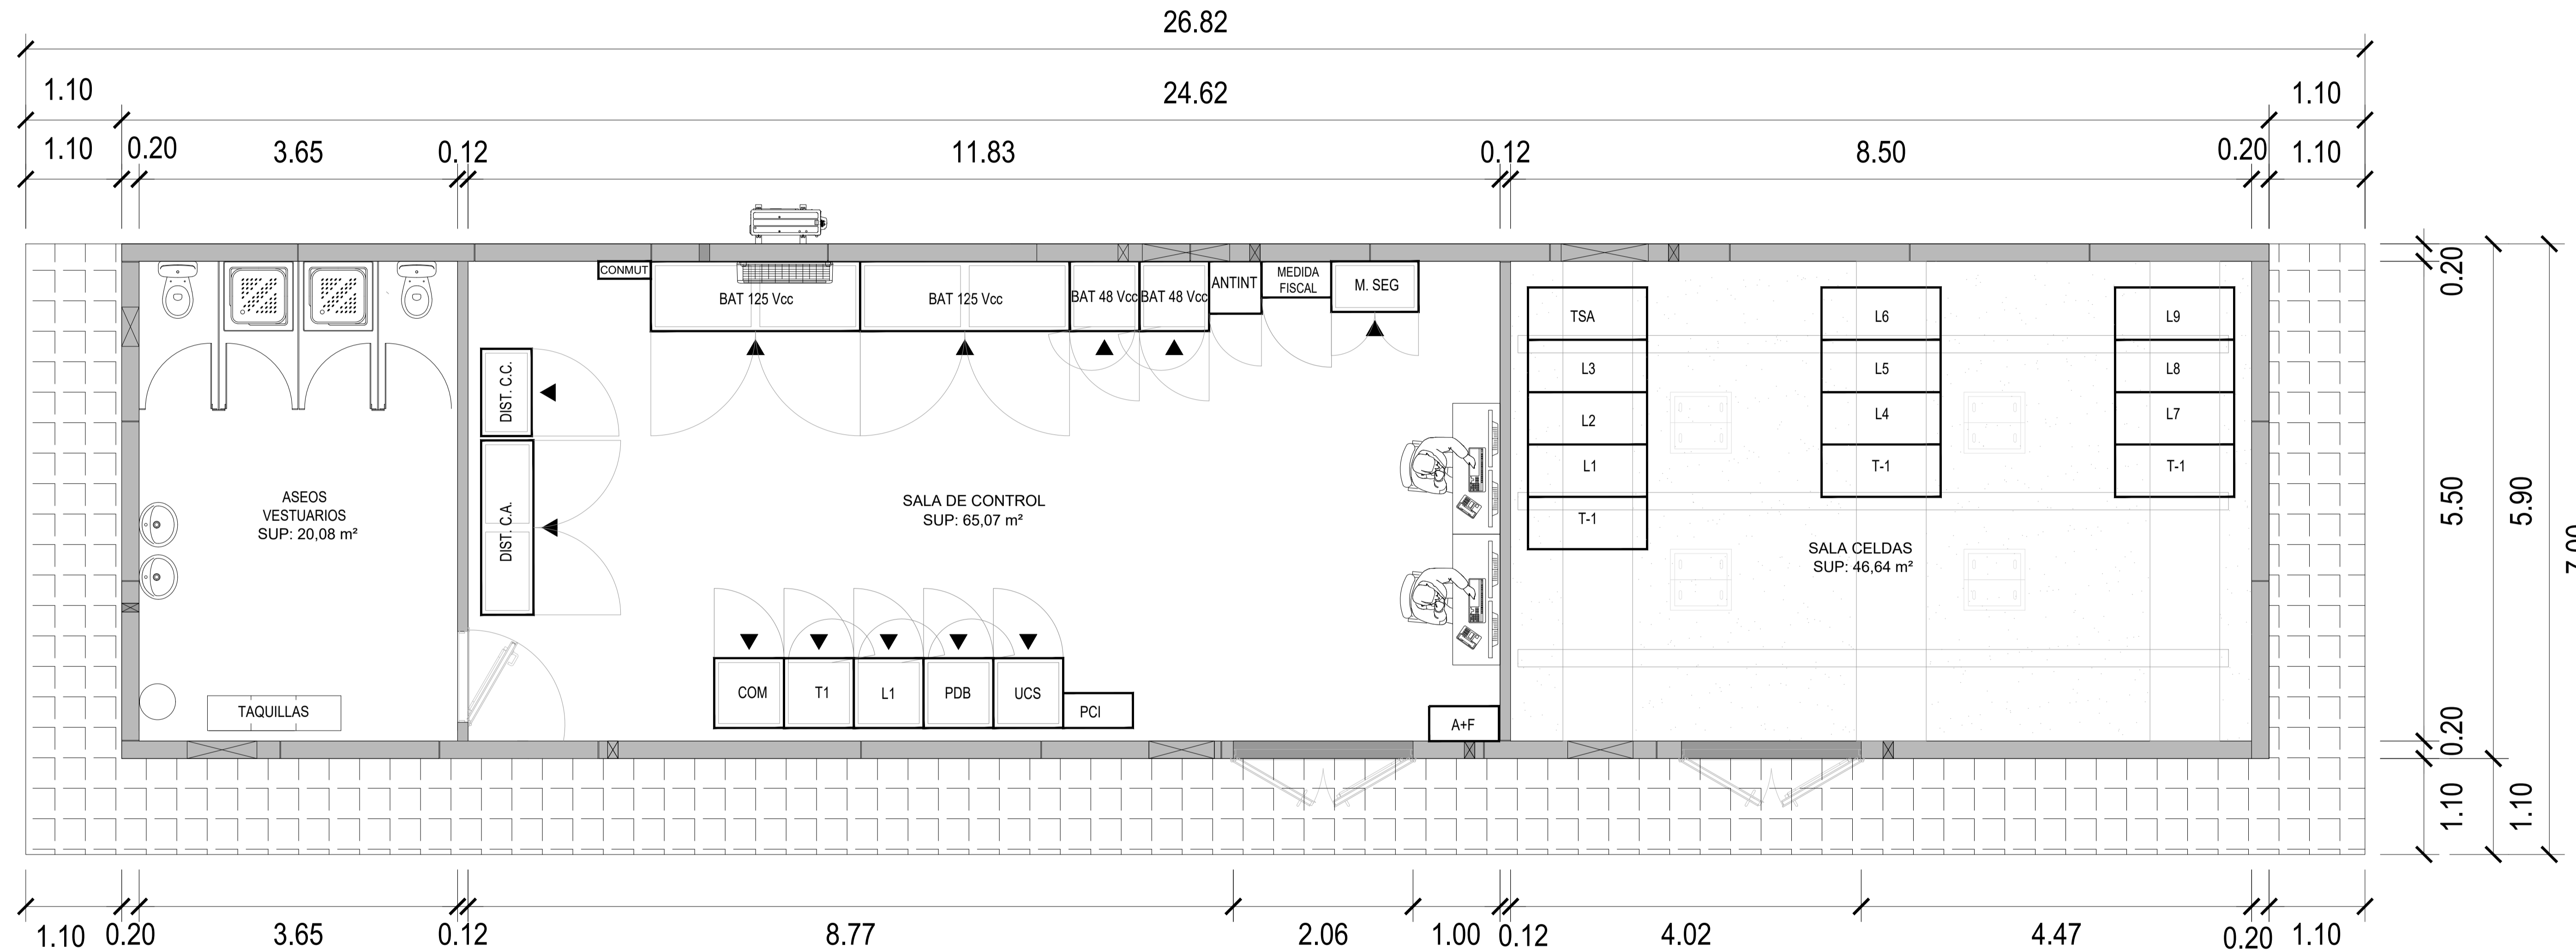 26.82
1.10
24.62
1.10
1.10
0.20
3.65
0.12
11.83
0.12
8.50
0.20
1.10
CONMUT
BAT 125 Vcc
BAT 125 Vcc
BAT 48 Vcc
BAT 48 Vcc
ANTINT
MEDIDA
FISCAL
M. SEG
DIST. C.C.
DIST. C.A.
TSA
L3
L2
L1
T-1
L6
L5
L4
T-1
L9
L8
L7
T-1
ASEOS
VESTUARIOS
SUP: 20,08 m²
SALA DE CONTROL
SUP: 65,07 m²
SALA CELDAS
SUP: 46,64 m²
COM
T1
L1
PDB
UCS
PCI
A+F
TAQUILLAS
0.20
5.50
0.20
1.10
5.90
1.10
7.00
1.10
0.20
3.65
0.12
8.77
2.06
1.00
0.12
4.02
4.47
0.20
1.10